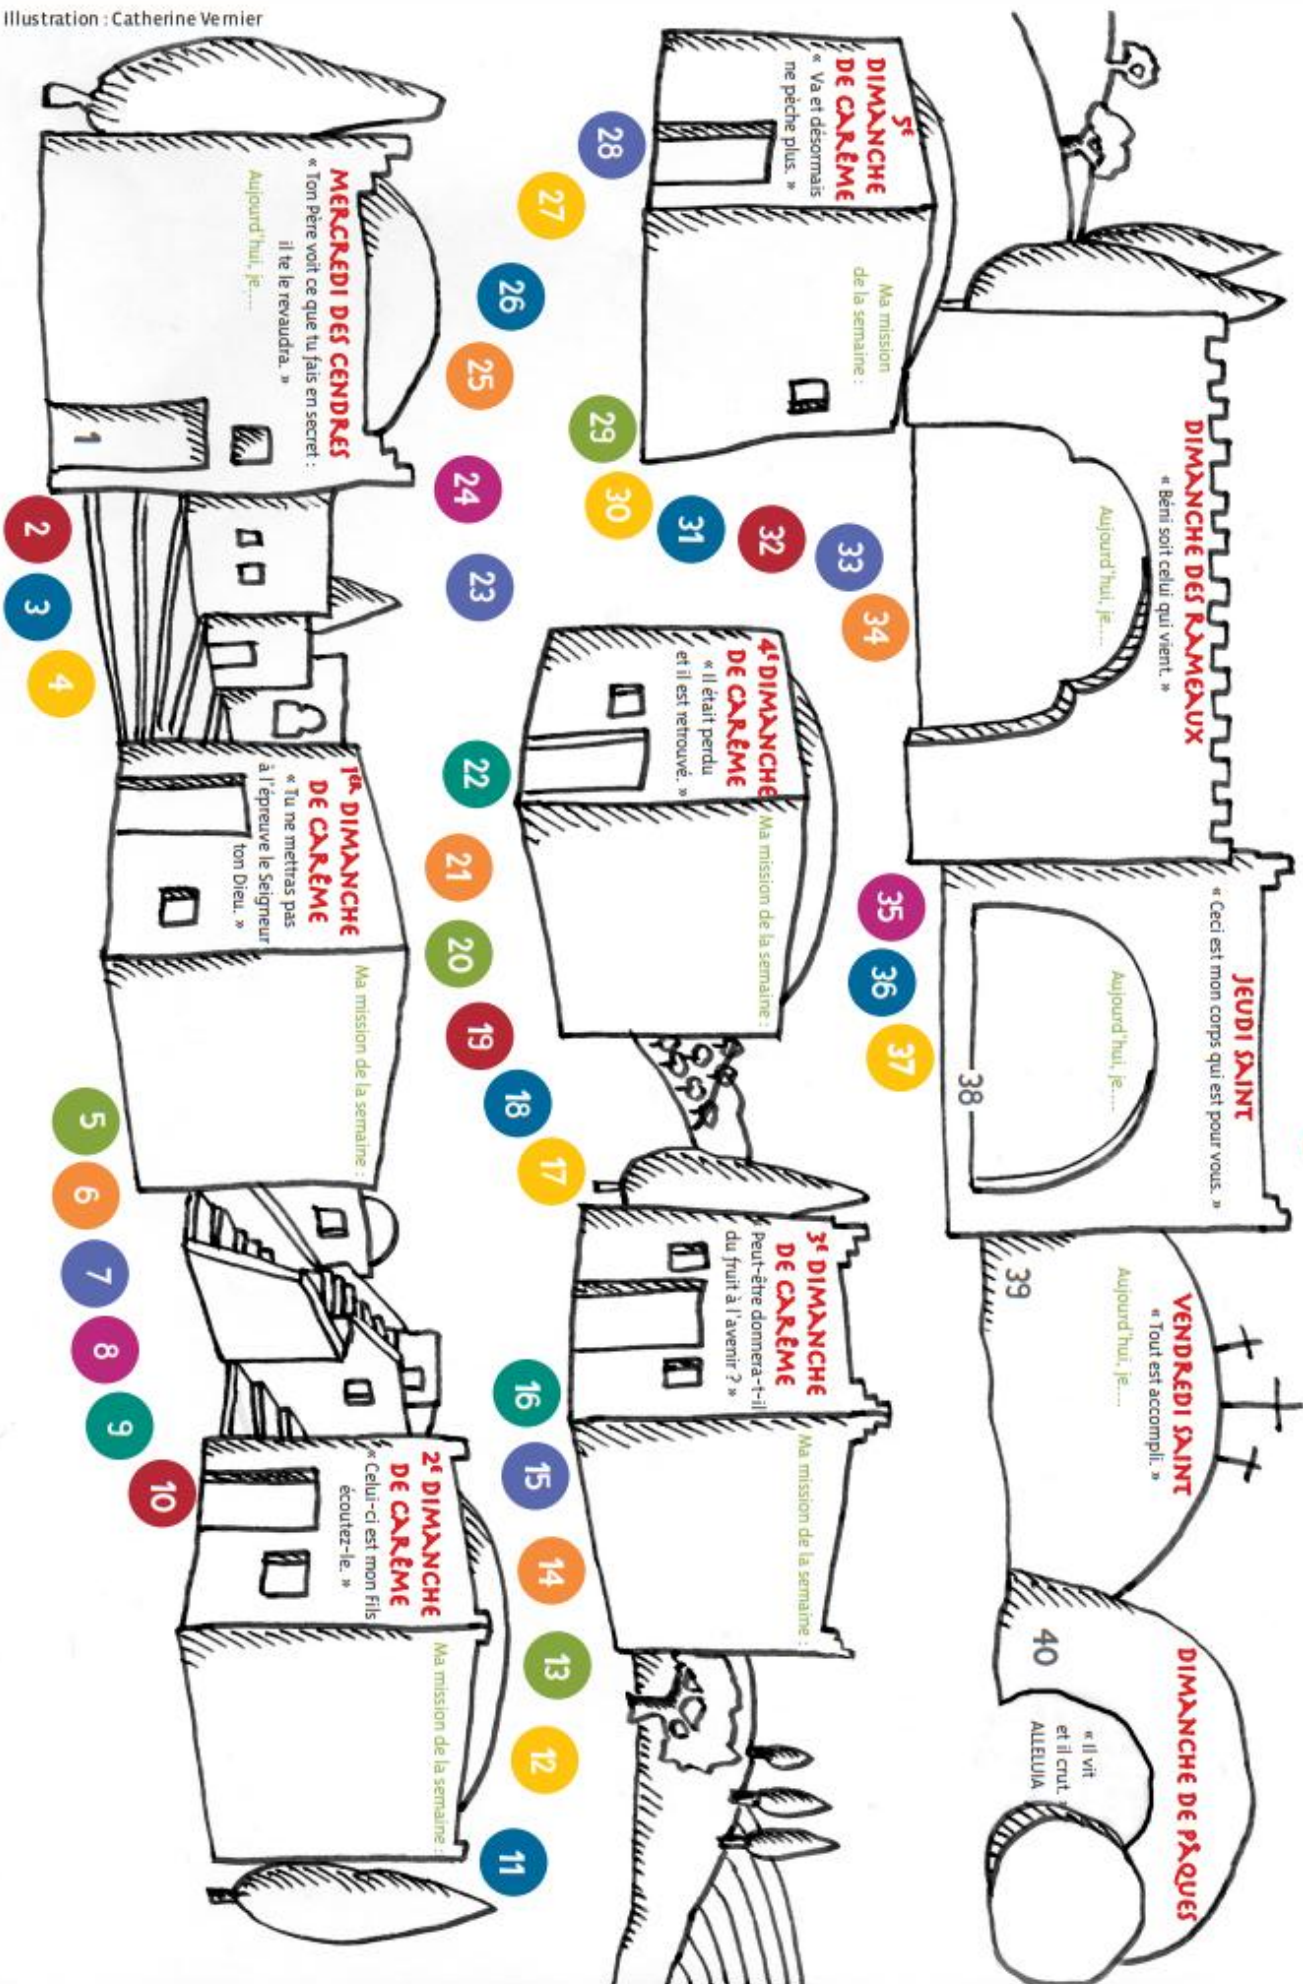 Illustration : Catherine Vernier
DIMANCHE DES RAMEAUX
« Béni soit celui qui vient. »
Aujourd'hui, je.....
JEUDI SAINT
« Ceci est mon corps qui est pour vous. »
Aujourd'hui, je.....
38
VENDREDI SAINT
« Tout est accompli. »
Aujourd'hui, je.....
39
DIMANCHE DE PÂQUES
« Il vit
et il crut. »
ALLELUIA
40
5E
DIMANCHE
DE CARÊME
« Va et désormais
ne pèche plus. »
Ma mission
de la semaine :
28
29
30
31
32
33
34
35
36
37
4E DIMANCHE
DE CARÊME
« Il était perdu
et il est retrouvé. »
Ma mission de la semaine :
3E DIMANCHE
DE CARÊME
Peut-être donnera-t-il
du fruit à l'avenir ? »
Ma mission de la semaine :
27
26
25
24
23
22
21
20
19
18
17
16
15
14
13
12
11
MERCREDI DES CENDRES
« Ton Père voit ce que tu fais en secret :
il te le revaudra. »
Aujourd'hui, je.....
1
2
3
4
1ER DIMANCHE
DE CARÊME
« Tu ne mettras pas
à l'épreuve le Seigneur
ton Dieu. »
Ma mission de la semaine :
5
6
7
8
9
10
2E DIMANCHE
DE CARÊME
« Celui-ci est mon Fils
écoutez-le. »
Ma mission de la semaine :